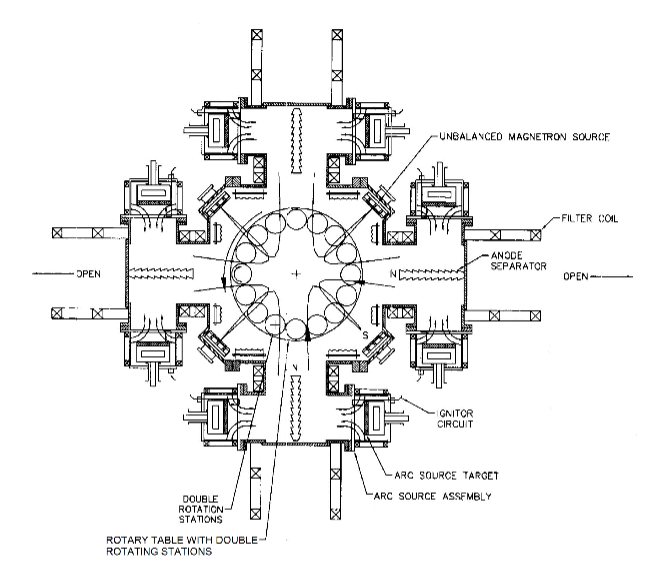 UNBALANCED MAGNETRON SOURCE
FILTER COIL
N
ANODE
SEPARATOR
OPEN
OPEN
S
N
IGNITOR
CIRCUIT
ARC SOURCE TARGET
ARC SOURCE ASSEMBLY
DOUBLE
ROTATION
STATIONS
ROTARY TABLE WITH DOUBLE
ROTATING STATIONS